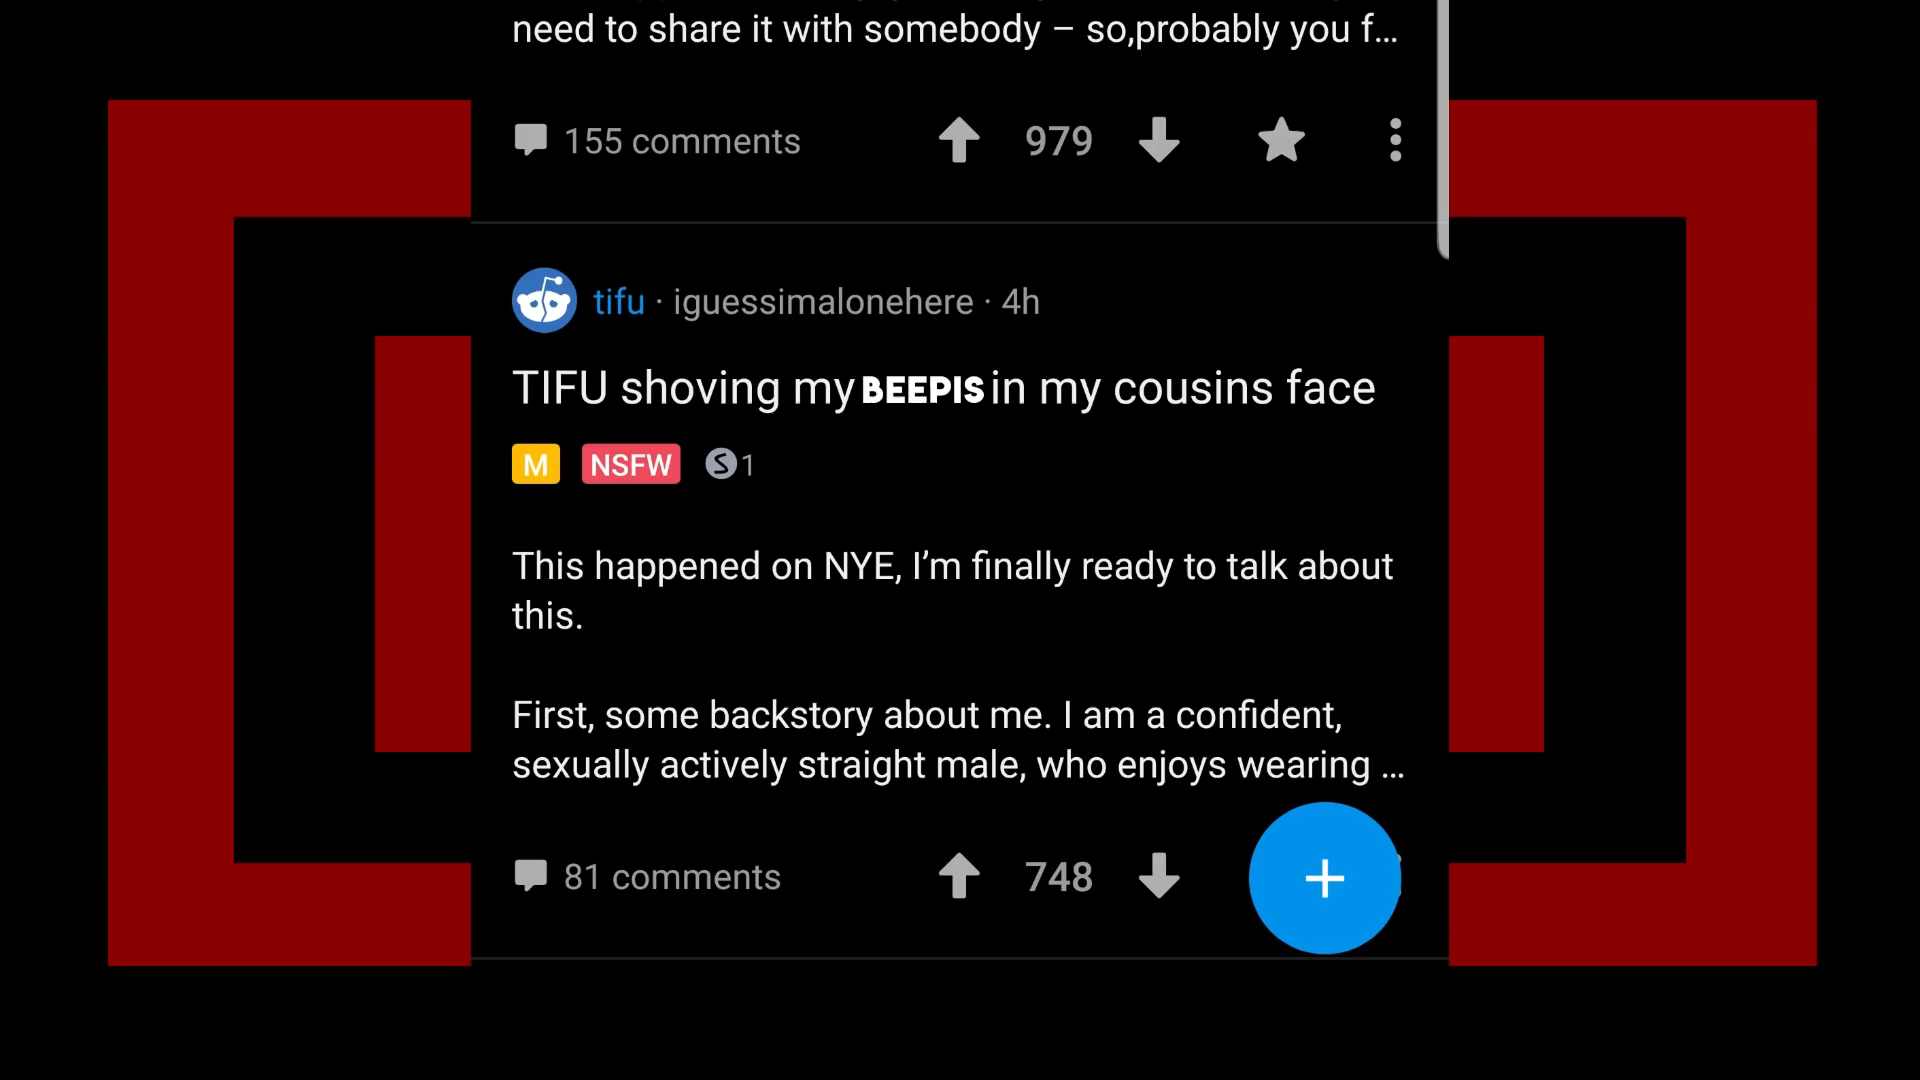 need to share it with somebody – so,probably you f...
155 comments 979
tifu · iguessimalonehere · 4h
TIFU shoving my BEEPIS in my cousins face
M NSFW S 1
This happened on NYE, I’m finally ready to talk about
this.
First, some backstory about me. I am a confident,
sexually actively straight male, who enjoys wearing ...
81 comments 748
+